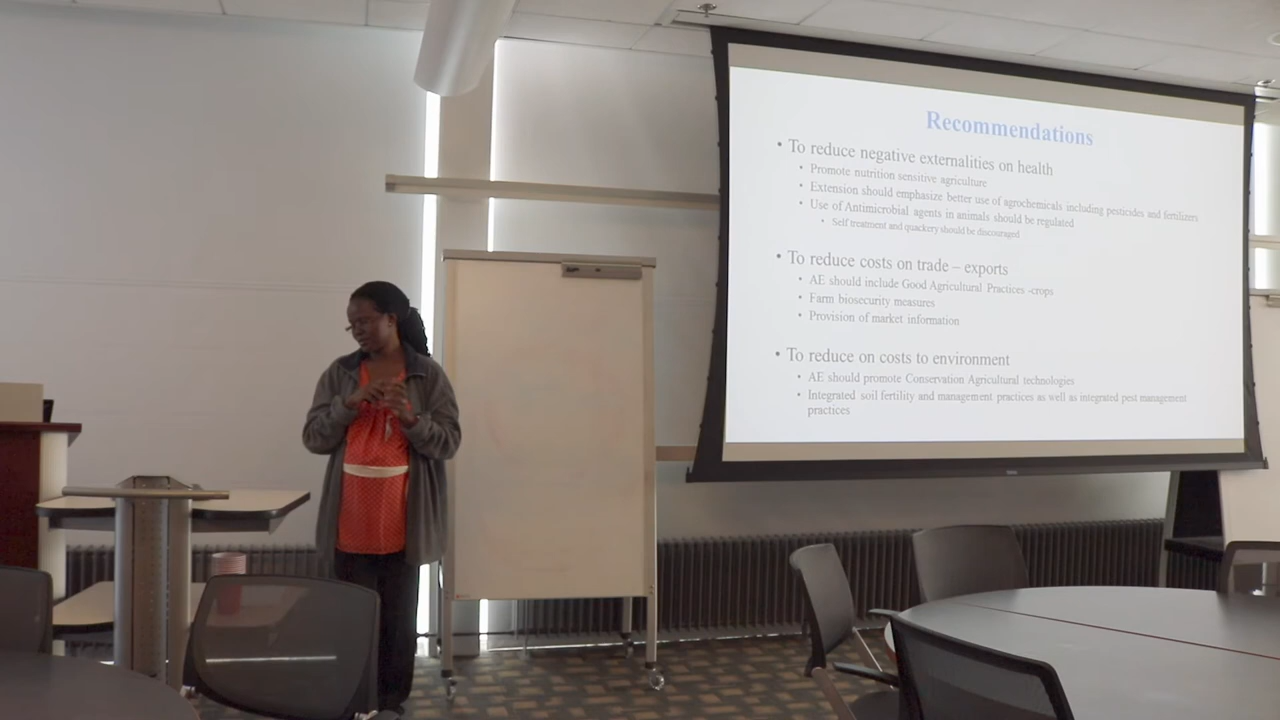 Recommendations
• To reduce negative externalities on health
• Promote nutrition sensitive agriculture
• Extension should emphasize better use of agrochemicals including pesticides and fertilizers
• Use of Antimicrobial agents in animals should be regulated
• Self treatment and quackery should be discouraged
• To reduce costs on trade – exports
• AE should include Good Agricultural Practices -crops
• Farm biosecurity measures
• Provision of market information
• To reduce on costs to environment
• AE should promote Conservation Agricultural technologies
• Integrated soil fertility and management practices as well as integrated pest management
practices